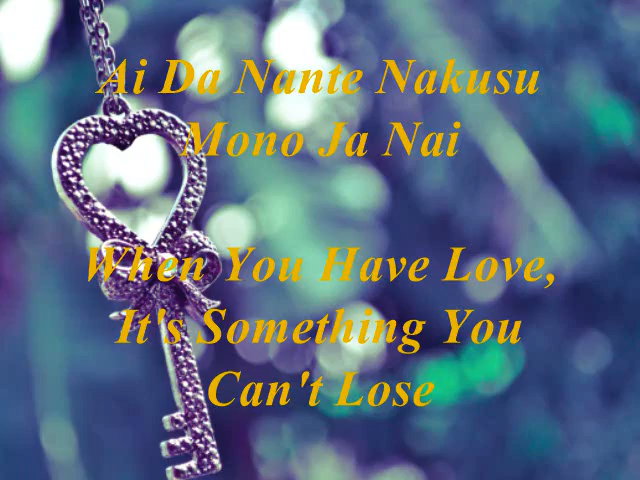 Ai Da Nante Nakusu
Mono Ja Nai
When You Have Love,
It's Something You
Can't Lose